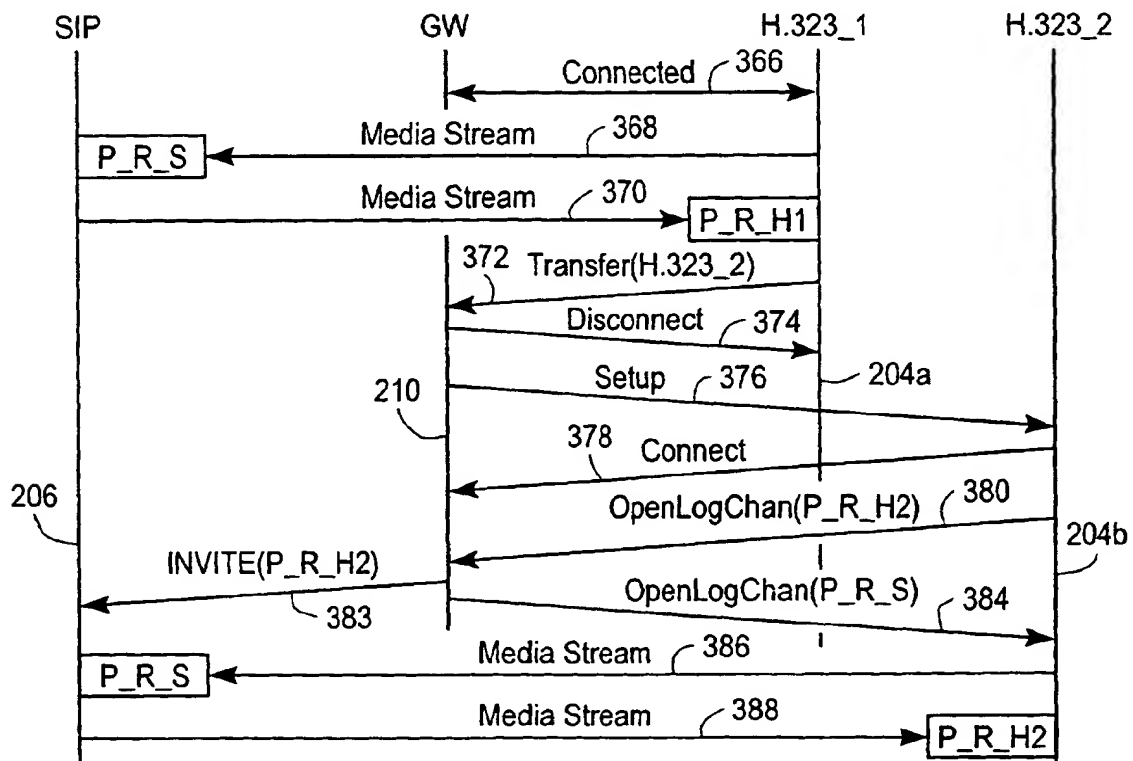 SIP GW H.323_1 H.323_2
Connected 366
Media Stream 368
P_R_S
Media Stream 370
P_R_H1
372 Transfer(H.323_2)
Disconnect 374
Setup 376 204a
210
378 Connect
206 OpenLogChan(P_R_H2) 380
204b
INVITE(P_R_H2)
383 OpenLogChan(P_R_S) 384
Media Stream 386
P_R_S
Media Stream 388
P_R_H2